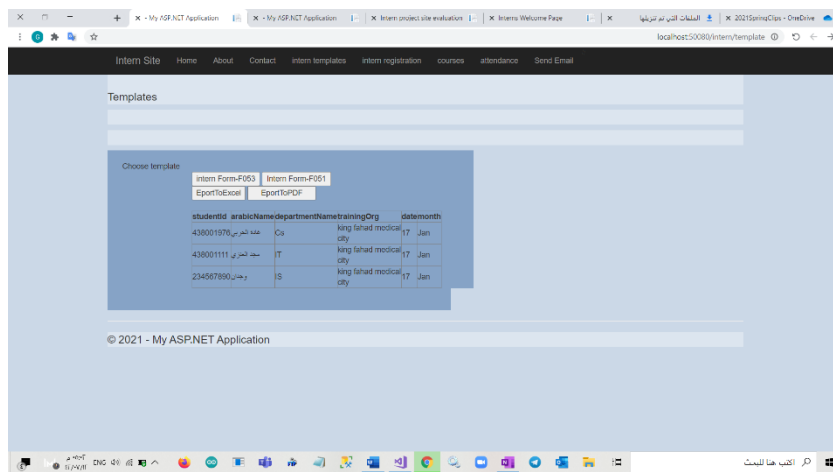 - My ASP.NET Application
- My ASP.NET Application
Intern project site evaluation
Interns Welcome Page
الملفات التي تم تنزيلها
2021SpringClips - OneDrive
localhost:50080/intern/template
Intern Site Home About Contact intern templates intern registration courses attendance Send Email
Templates
Choose template
intern Form-F053 Intern Form-F051
EportToExcel EportToPDF
studentId arabicName departmentName trainingOrg date month
438001978 Cs king fahad medical city 17 Jan
438001111 IT king fahad medical city 17 Jan
234567890 وجدان IS king fahad medical city 17 Jan
© 2021 - My ASP.NET Application
ENG
اكتب هنا للبحث